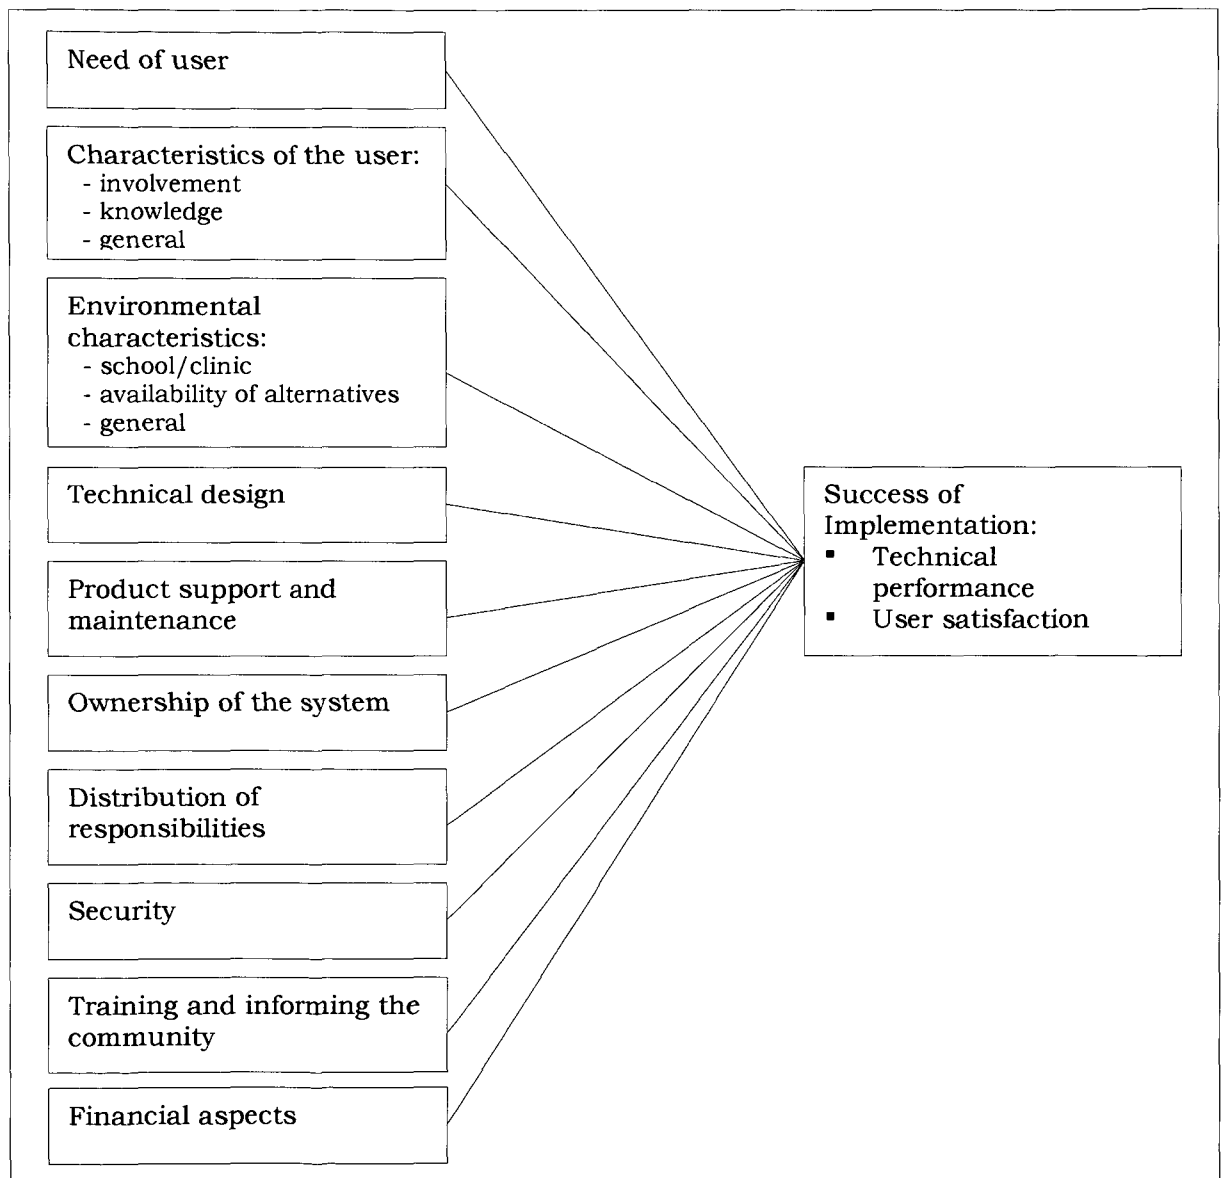 Need of user
Characteristics of the user:
- involvement
- knowledge
- general
Environmental
characteristics:
- school/clinic
- availability of alternatives
- general
Technical design
Product support and
maintenance
Ownership of the system
Distribution of
responsibilities
Security
Training and informing the
community
Financial aspects
Success of
Implementation:
▪ Technical
performance
▪ User satisfaction